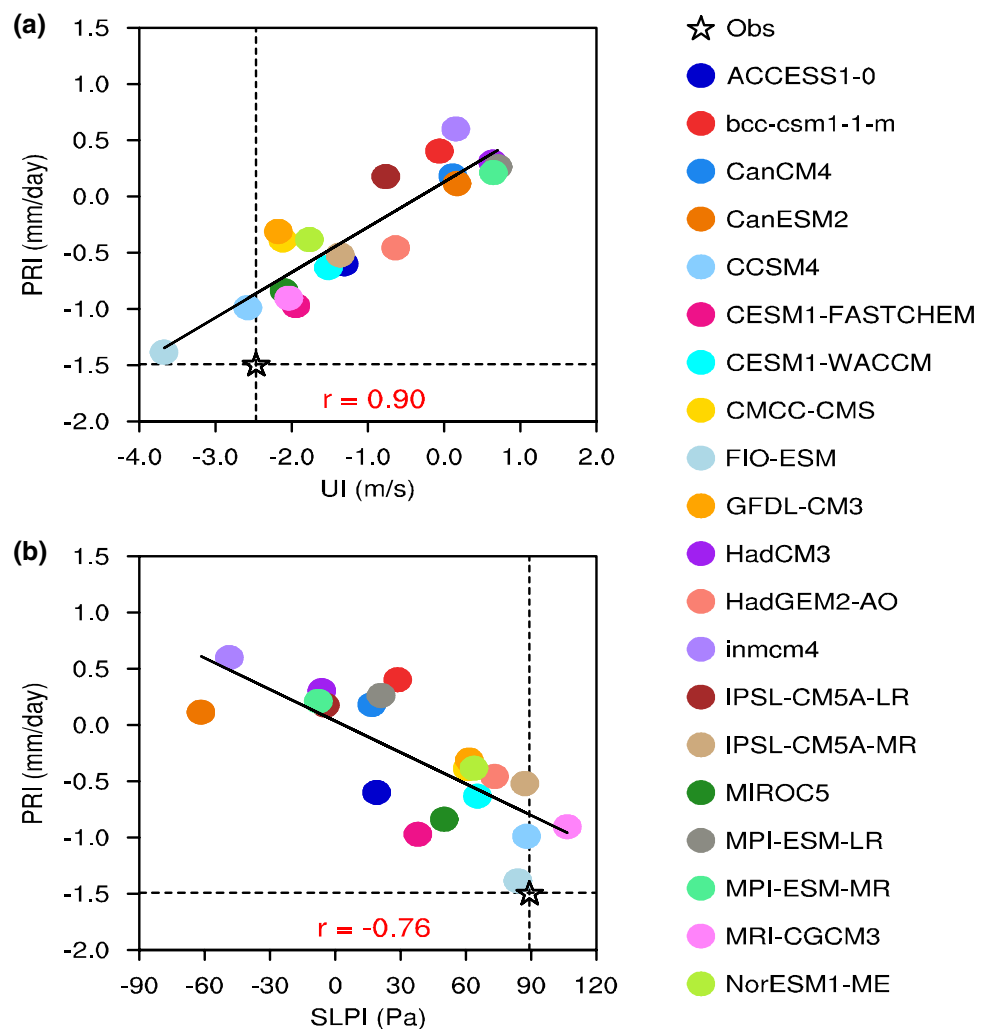 (a)
1.5
1.0
0.5
0.0
-0.5
-1.0
-1.5
-2.0
PRI (mm/day)
r = 0.90
-4.0 -3.0 -2.0 -1.0 0.0 1.0 2.0
UI (m/s)
(b)
1.5
1.0
0.5
0.0
-0.5
-1.0
-1.5
-2.0
PRI (mm/day)
r = -0.76
-90 -60 -30 0 30 60 90 120
SLPI (Pa)
Obs
ACCESS1-0
bcc-csm1-1-m
CanCM4
CanESM2
CCSM4
CESM1-FASTCHEM
CESM1-WACCM
CMCC-CMS
FIO-ESM
GFDL-CM3
HadCM3
HadGEM2-AO
inmcm4
IPSL-CM5A-LR
IPSL-CM5A-MR
MIROC5
MPI-ESM-LR
MPI-ESM-MR
MRI-CGCM3
NorESM1-ME